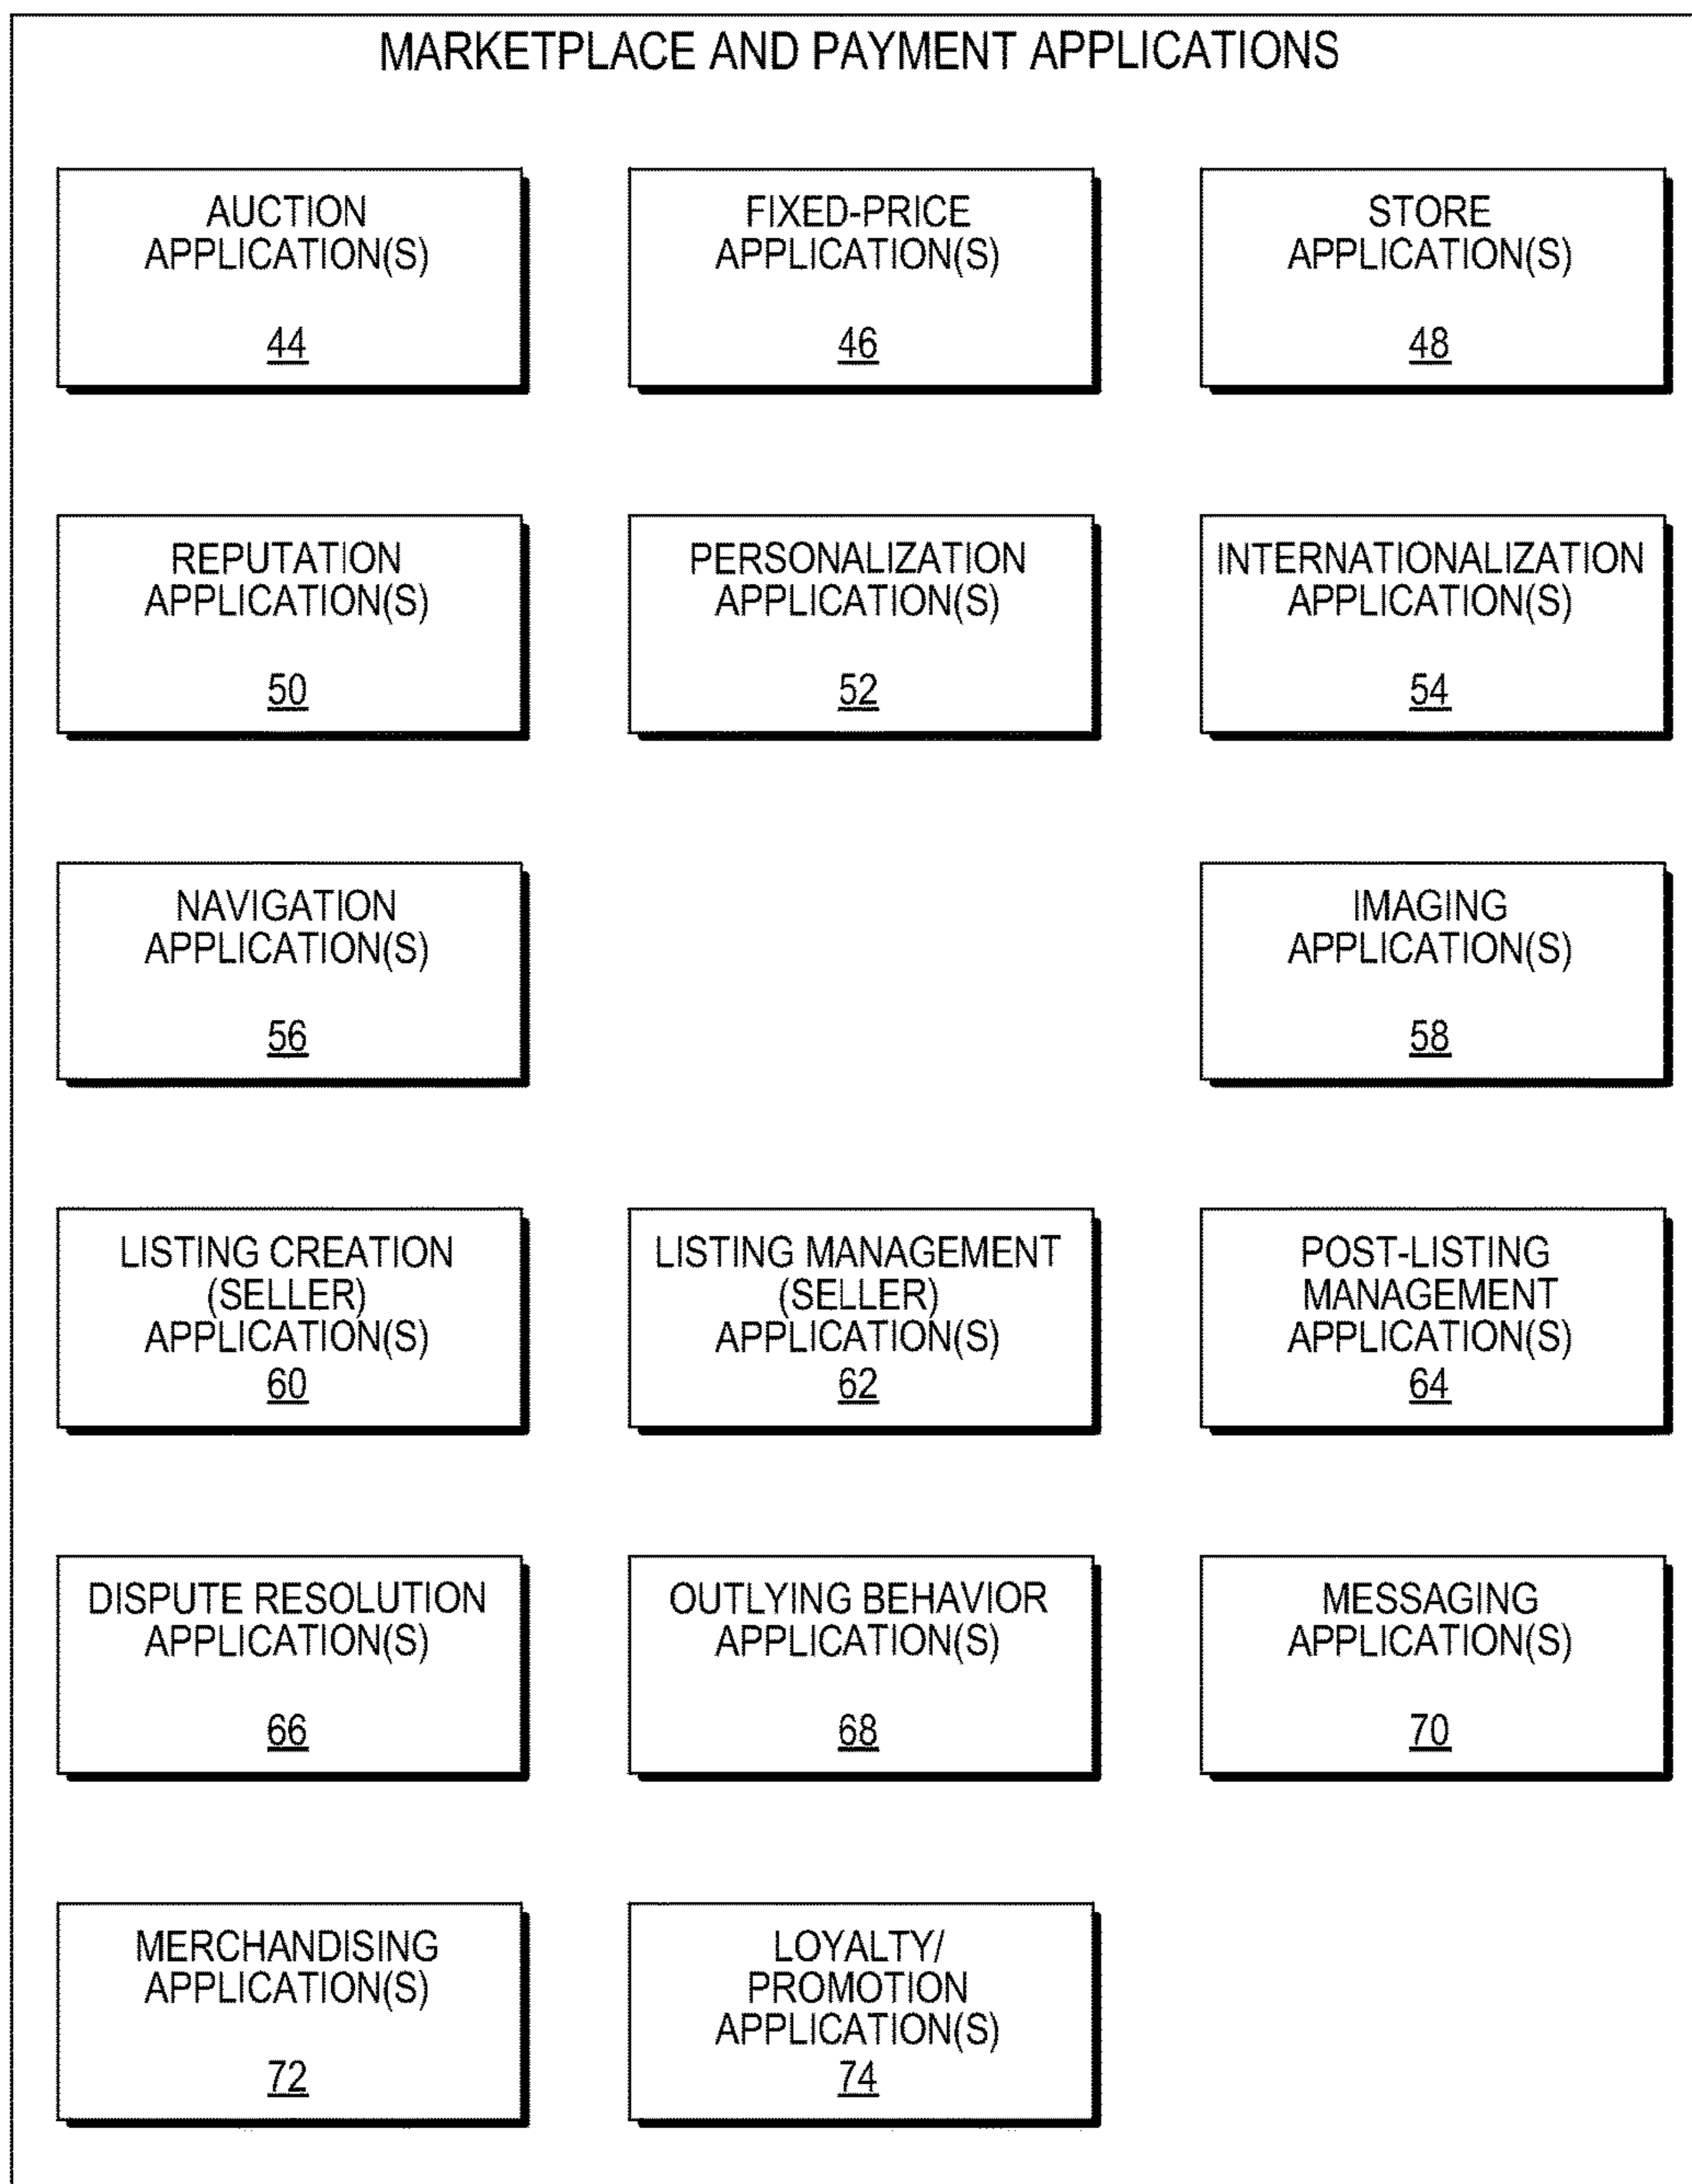 MARKETPLACE AND PAYMENT APPLICATIONS
AUCTION
APPLICATION(S)
44
FIXED-PRICE
APPLICATION(S)
46
STORE
APPLICATION(S)
48
REPUTATION
APPLICATION(S)
50
PERSONALIZATION
APPLICATION(S)
52
INTERNATIONALIZATION
APPLICATION(S)
54
NAVIGATION
APPLICATION(S)
56
IMAGING
APPLICATION(S)
58
LISTING CREATION
(SELLER)
APPLICATION(S)
60
LISTING MANAGEMENT
(SELLER)
APPLICATION(S)
62
POST-LISTING
MANAGEMENT
APPLICATION(S)
64
DISPUTE RESOLUTION
APPLICATION(S)
66
OUTLYING BEHAVIOR
APPLICATION(S)
68
MESSAGING
APPLICATION(S)
70
MERCHANDISING
APPLICATION(S)
72
LOYALTY/
PROMOTION
APPLICATION(S)
74